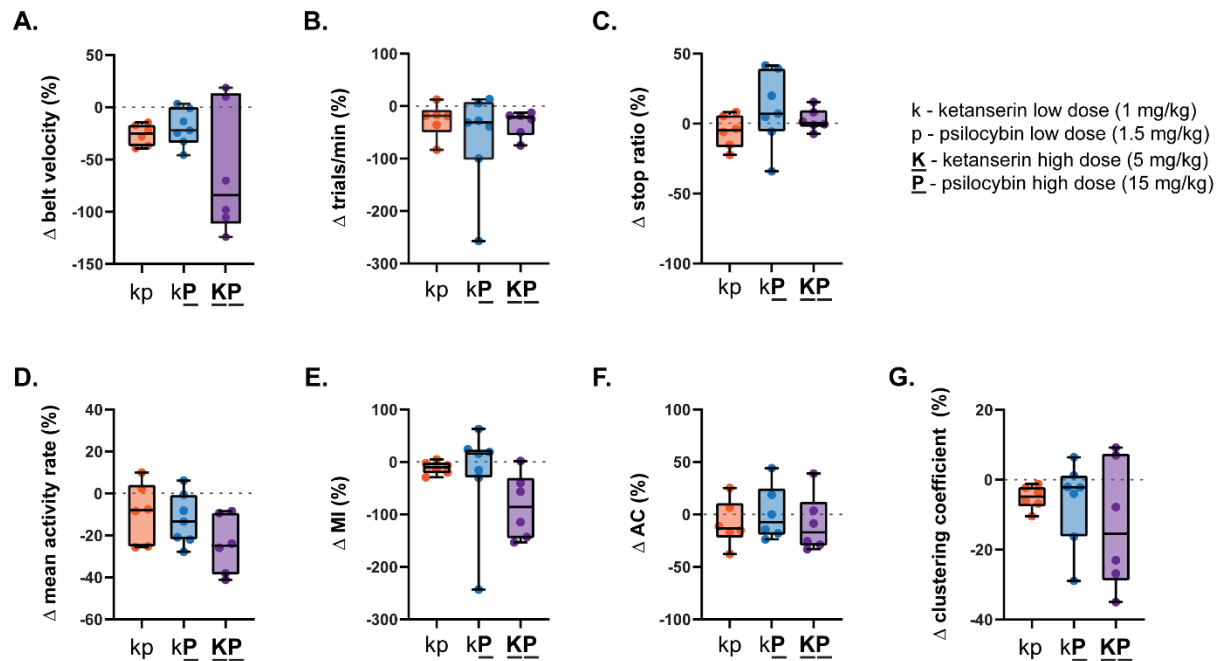 A.
B.
C.
Δ belt velocity (%)
50
0
-50
-100
-150
kp
kP
KP
Δ trials/min (%)
100
0
-100
-200
-300
kp
kP
KP
Δ stop ratio (%)
50
0
-50
-100
kp
kP
KP
k - ketanserin low dose (1 mg/kg)
p - psilocybin low dose (1.5 mg/kg)
K - ketanserin high dose (5 mg/kg)
P - psilocybin high dose (15 mg/kg)
D.
E.
F.
G.
Δ mean activity rate (%)
40
20
0
-20
-40
-60
kp
kP
KP
Δ MI (%)
100
0
-100
-200
-300
kp
kP
KP
Δ AC (%)
100
50
0
-50
-100
kp
kP
KP
Δ clustering coefficient (%)
20
0
-20
-40
kp
kP
KP